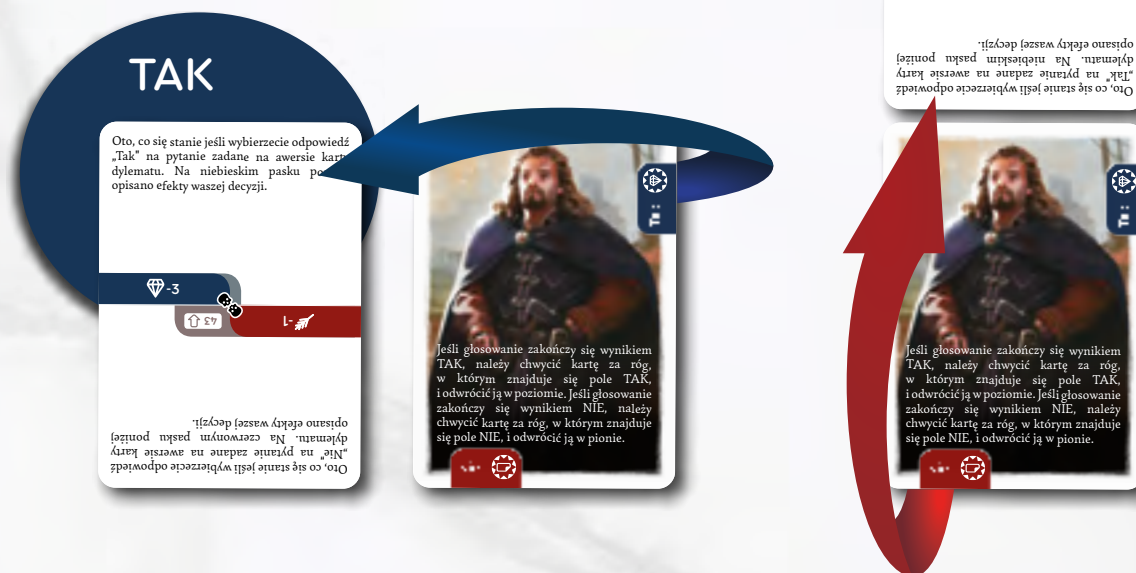 TAK
Oto, co się stanie jeśli wybierzecie odpowiedź
„Tak" na pytanie zadane na awersie karty
dylematu. Na niebieskim pasku
opisano efekty waszej decyzji.
-3
43
-1
Oto, co się stanie jeśli wybierzecie odpowiedź
„Nie" na pytanie zadane na awersie karty
dylematu. Na czerwonym pasku poniżej
opisano efekty waszej decyzji.
Jeśli głosowanie zakończy się wynikiem
TAK, należy chwycić kartę za róg,
w którym znajduje się pole TAK,
i odwrócić ją w poziomie. Jeśli głosowanie
zakończy się wynikiem NIE, należy
chwycić kartę za róg, w którym znajduje
się pole NIE, i odwrócić ją w pionie.
Oto, co się stanie jeśli wybierzecie odpowiedź
„Tak" na pytanie zadane na awersie karty
dylematu. Na niebieskim pasku poniżej
opisano efekty waszej decyzji.
Jeśli głosowanie zakończy się wynikiem
TAK, należy chwycić kartę za róg,
w którym znajduje się pole TAK,
i odwrócić ją w poziomie. Jeśli głosowanie
zakończy się wynikiem NIE, należy
chwycić kartę za róg, w którym znajduje
się pole NIE, i odwrócić ją w pionie.